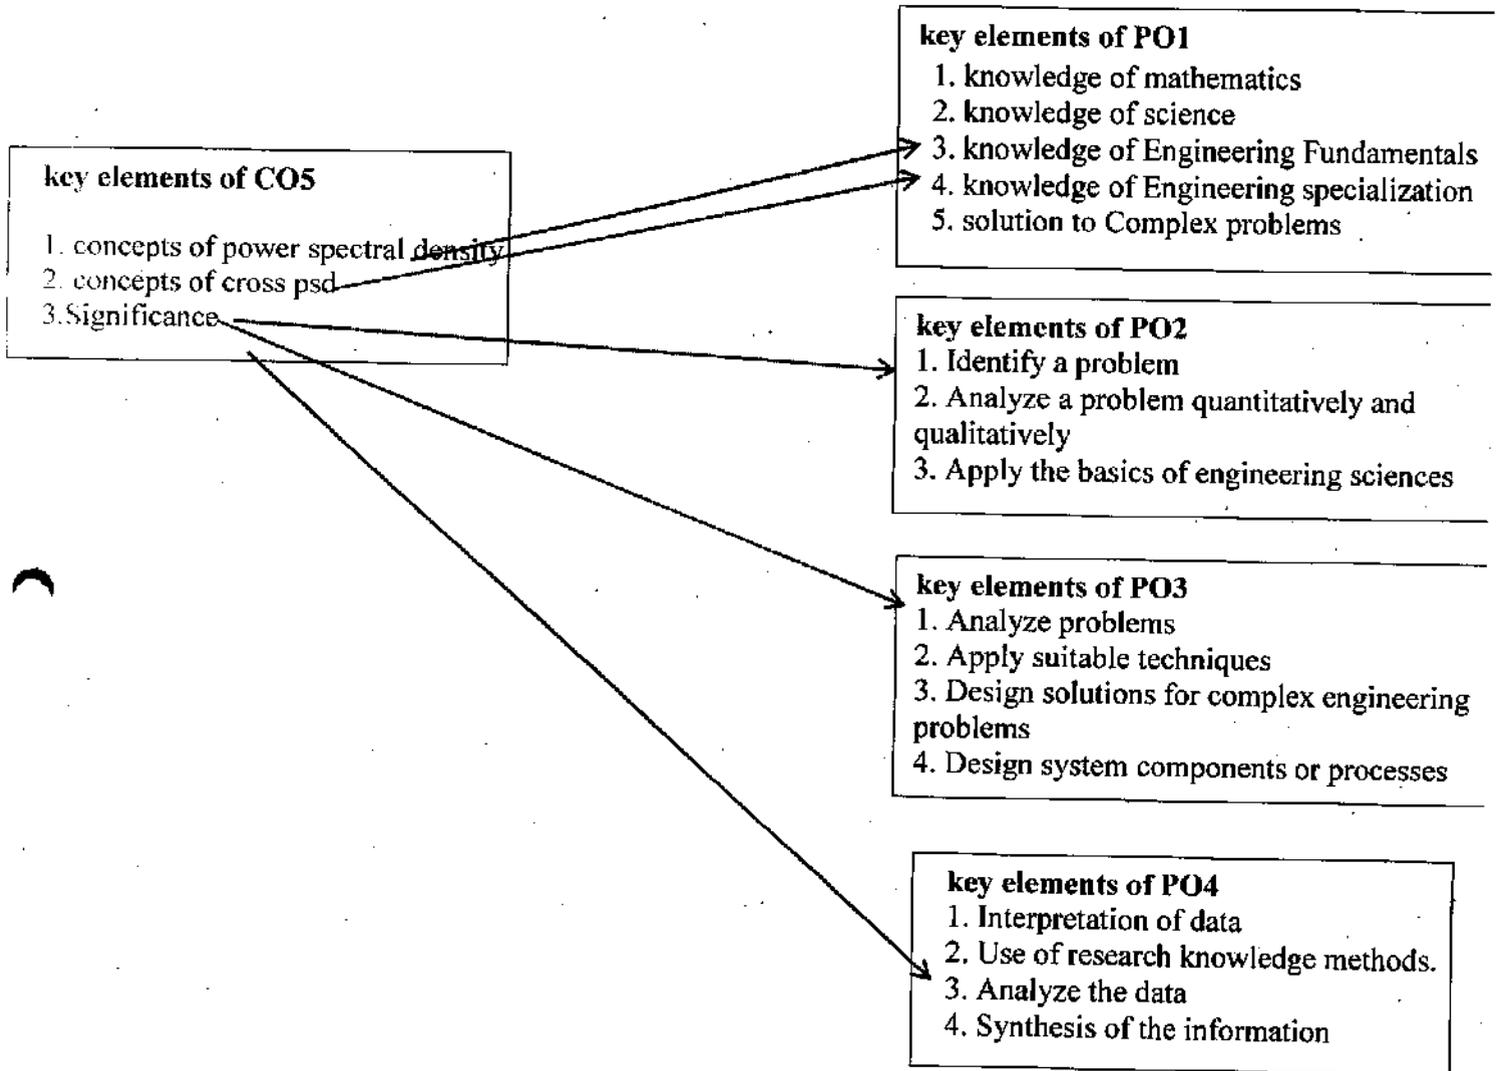 key elements of CO5
1. concepts of power spectral density
2. concepts of cross psd
3.Significance
key elements of PO1
1. knowledge of mathematics
2. knowledge of science
3. knowledge of Engineering Fundamentals
4. knowledge of Engineering specialization
5. solution to Complex problems
key elements of PO2
1. Identify a problem
2. Analyze a problem quantitatively and
qualitatively
3. Apply the basics of engineering sciences
key elements of PO3
1. Analyze problems
2. Apply suitable techniques
3. Design solutions for complex engineering
problems
4. Design system components or processes
key elements of PO4
1. Interpretation of data
2. Use of research knowledge methods.
3. Analyze the data
4. Synthesis of the information